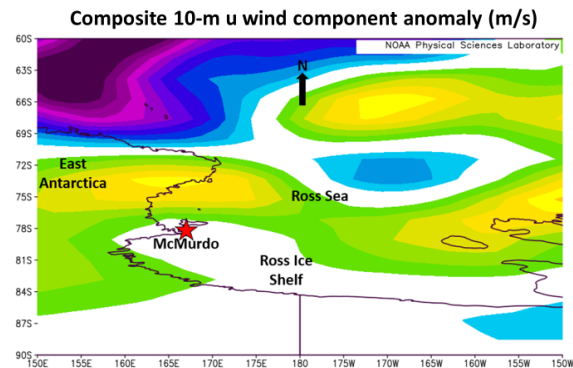 Composite 10-m u wind component anomaly (m/s)
60S
NOAA Physical Sciences Laboratory
63S
N
66S
69S
72S
East
Antarctica
75S
Ross Sea
78S
McMurdo
81S
Ross Ice
Shelf
84S
87S
90S
150E 155E 160E 165E 170E 175E 180 175W 170W 165W 160W 155W 150W